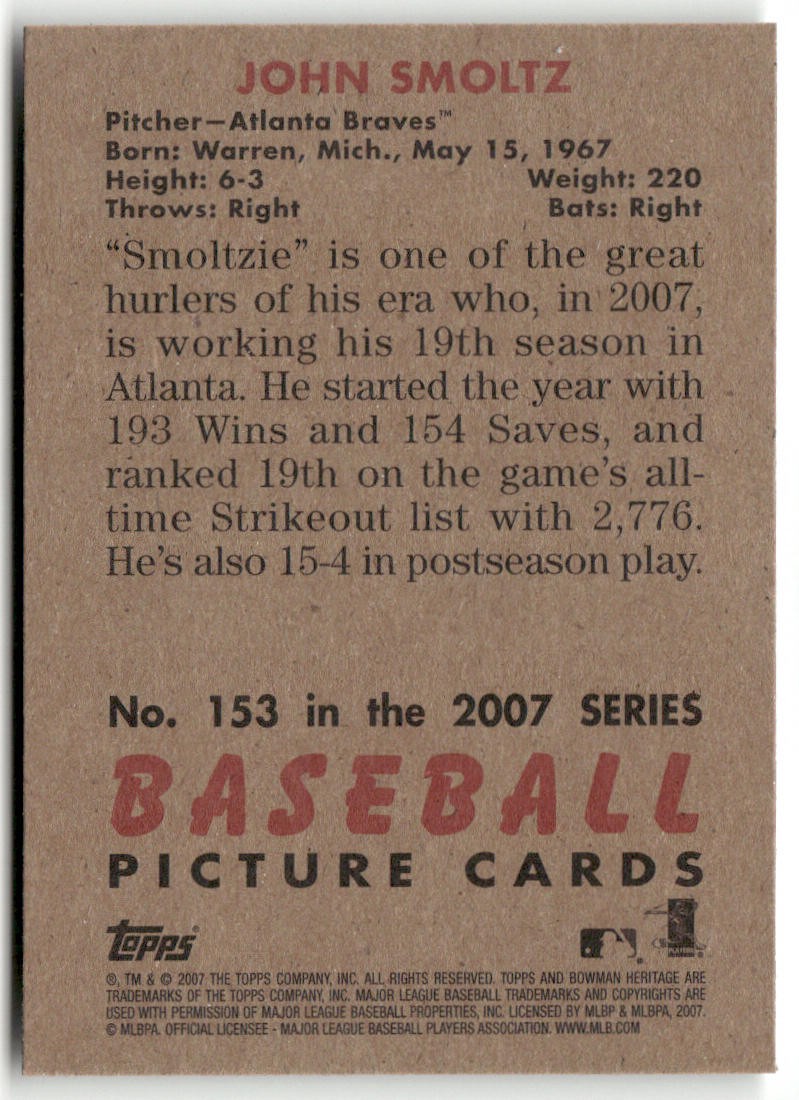 JOHN SMOLTZ
Pitcher—Atlanta Braves™
Born: Warren, Mich., May 15, 1967
Height: 6-3 Weight: 220
Throws: Right Bats: Right
“Smoltzie” is one of the great
hurlers of his era who, in 2007,
is working his 19th season in
Atlanta. He started the year with
193 Wins and 154 Saves, and
ranked 19th on the game’s all-
time Strikeout list with 2,776.
He’s also 15-4 in postseason play.
No. 153 in the 2007 SERIES
BASEBALL
PICTURE CARDS
topps®
®, TM & © 2007 THE TOPPS COMPANY, INC. ALL RIGHTS RESERVED. TOPPS AND BOWMAN HERITAGE ARE
TRADEMARKS OF THE TOPPS COMPANY, INC. MAJOR LEAGUE BASEBALL TRADEMARKS AND COPYRIGHTS ARE
USED WITH PERMISSION OF MAJOR LEAGUE BASEBALL PROPERTIES, INC. LICENSED BY MLBP & MLBPA, 2007.
© MLBPA. OFFICIAL LICENSEE - MAJOR LEAGUE BASEBALL PLAYERS ASSOCIATION. WWW.MLB.COM